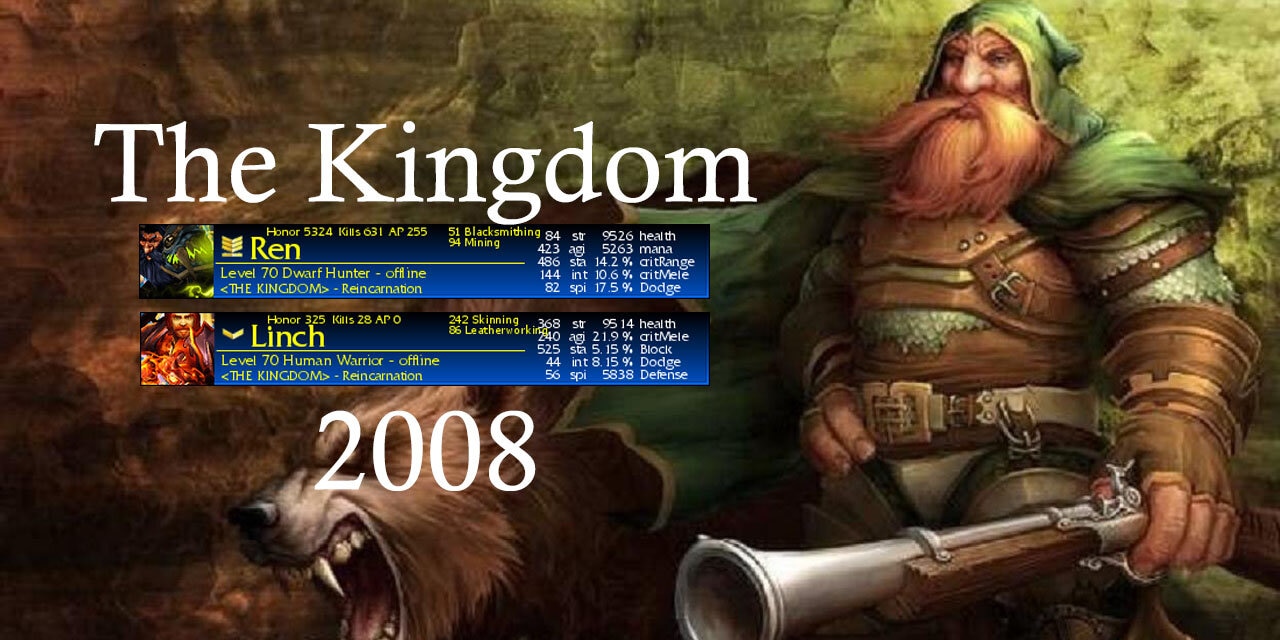 The Kingdom
Honor 5324 Kills 631 AP 255
51 Blacksmithing
94 Mining
Ren
Level 70 Dwarf Hunter - offline
<THE KINGDOM> - Reincarnation
84 str 9526 health
423 agi 5263 mana
486 sta 14.2 % critRange
144 int 10.6 % critMele
82 spi 17.5 % Dodge
Honor 325 Kills 28 AP 0
242 Skinning
86 Leatherworking
Linch
Level 70 Human Warrior - offline
<THE KINGDOM> - Reincarnation
368 str 9514 health
240 agi 21.9 % critMele
525 sta 5.15 % Block
44 int 8.15 % Dodge
56 spi 5838 Defense
2008